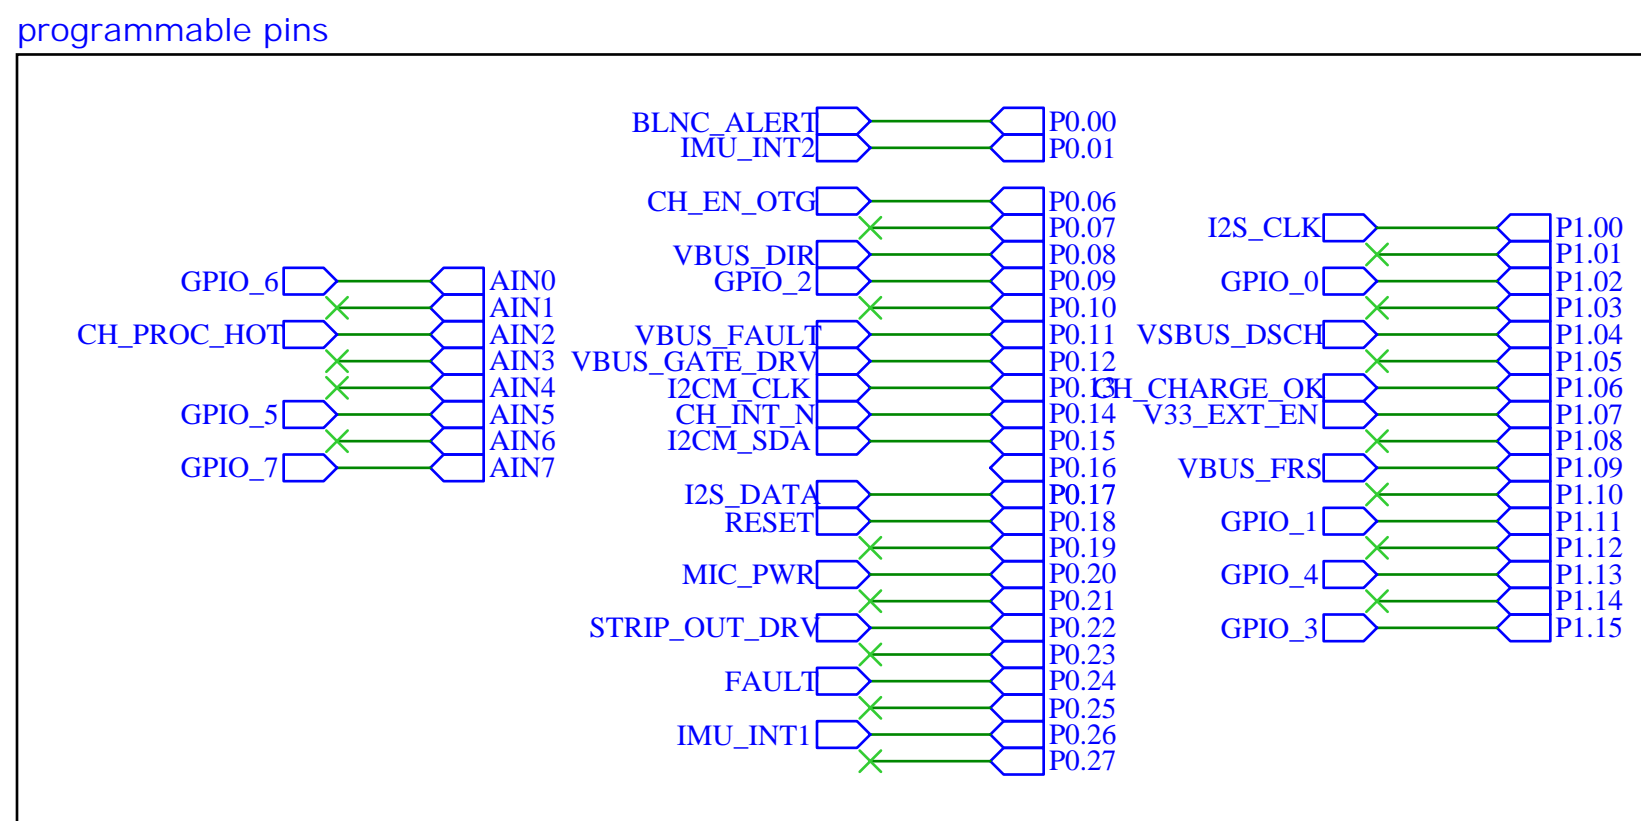 programmable pins
GPIO_6 AIN0
AIN1
CH_PROC_HOT AIN2
AIN3
AIN4
GPIO_5 AIN5
AIN6
GPIO_7 AIN7
BLNC_ALERT P0.00
IMU_INT2 P0.01
CH_EN_OTG P0.06
P0.07
VBUS_DIR P0.08
GPIO_2 P0.09
P0.10
VBUS_FAULT P0.11
VBUS_GATE_DRV P0.12
I2CM_CLK P0.13
CH_INT_N P0.14
I2CM_SDA P0.15
P0.16
I2S_DATA P0.17
RESET P0.18
P0.19
MIC_PWR P0.20
P0.21
STRIP_OUT_DRV P0.22
P0.23
FAULT P0.24
P0.25
IMU_INT1 P0.26
P0.27
I2S_CLK P1.00
P1.01
GPIO_0 P1.02
P1.03
VSBUS_DSCH P1.04
P1.05
CH_CHARGE_OK P1.06
V33_EXT_EN P1.07
P1.08
VBUS_FRS P1.09
P1.10
GPIO_1 P1.11
P1.12
GPIO_4 P1.13
P1.14
GPIO_3 P1.15